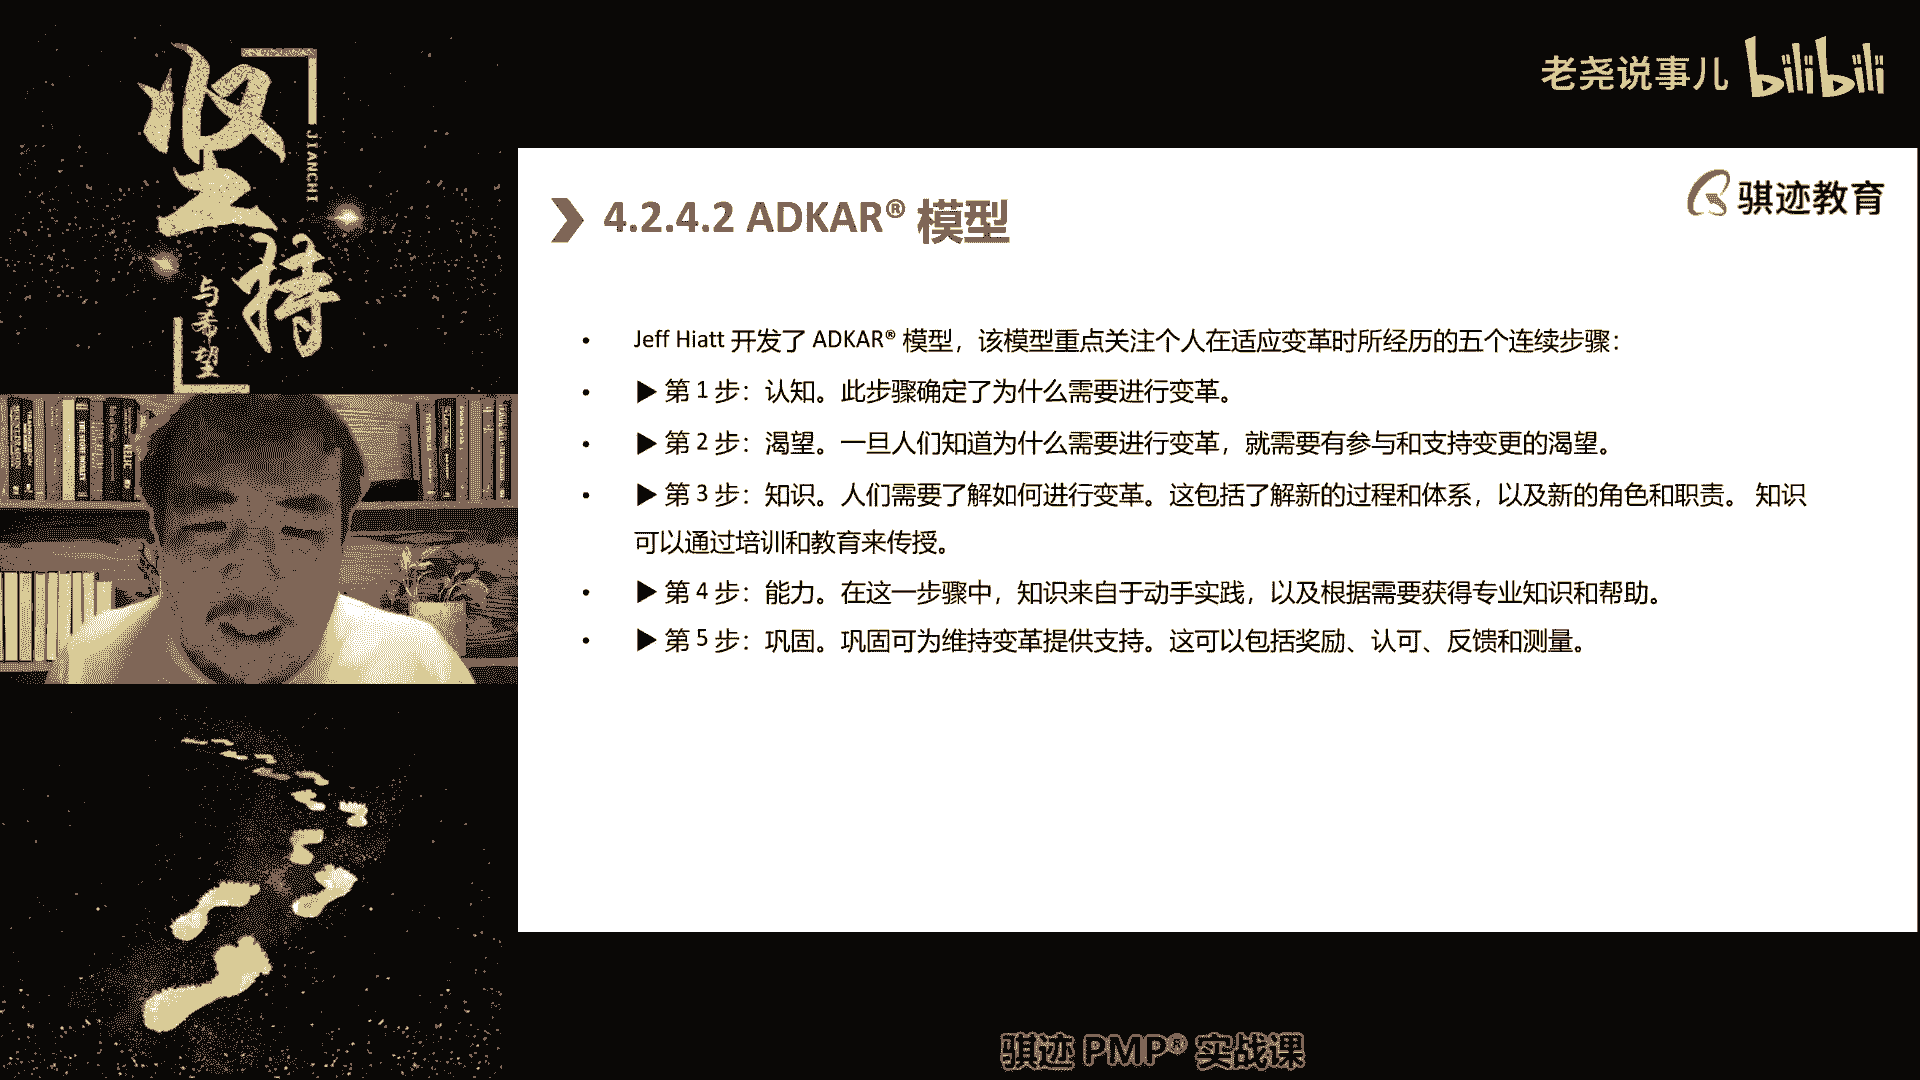 坚持
JIANCHI
与希望
老尧说事儿 bilibili
骐迹教育
4.2.4.2 ADKAR® 模型
• Jeff Hiatt 开发了 ADKAR® 模型，该模型重点关注个人在适应变革时所经历的五个连续步骤：
• ▶ 第 1 步：认知。此步骤确定了为什么需要进行变革。
• ▶ 第 2 步：渴望。一旦人们知道为什么需要进行变革，就需要有参与和支持变更的渴望。
• ▶ 第 3 步：知识。人们需要了解如何进行变革。这包括了解新的过程和体系，以及新的角色和职责。 知识
可以通过培训和教育来传授。
• ▶ 第 4 步：能力。在这一步骤中，知识来自于动手实践，以及根据需要获得专业知识和帮助。
• ▶ 第 5 步：巩固。巩固可为维持变革提供支持。这可以包括奖励、认可、反馈和测量。
骐迹 PMP® 实战课